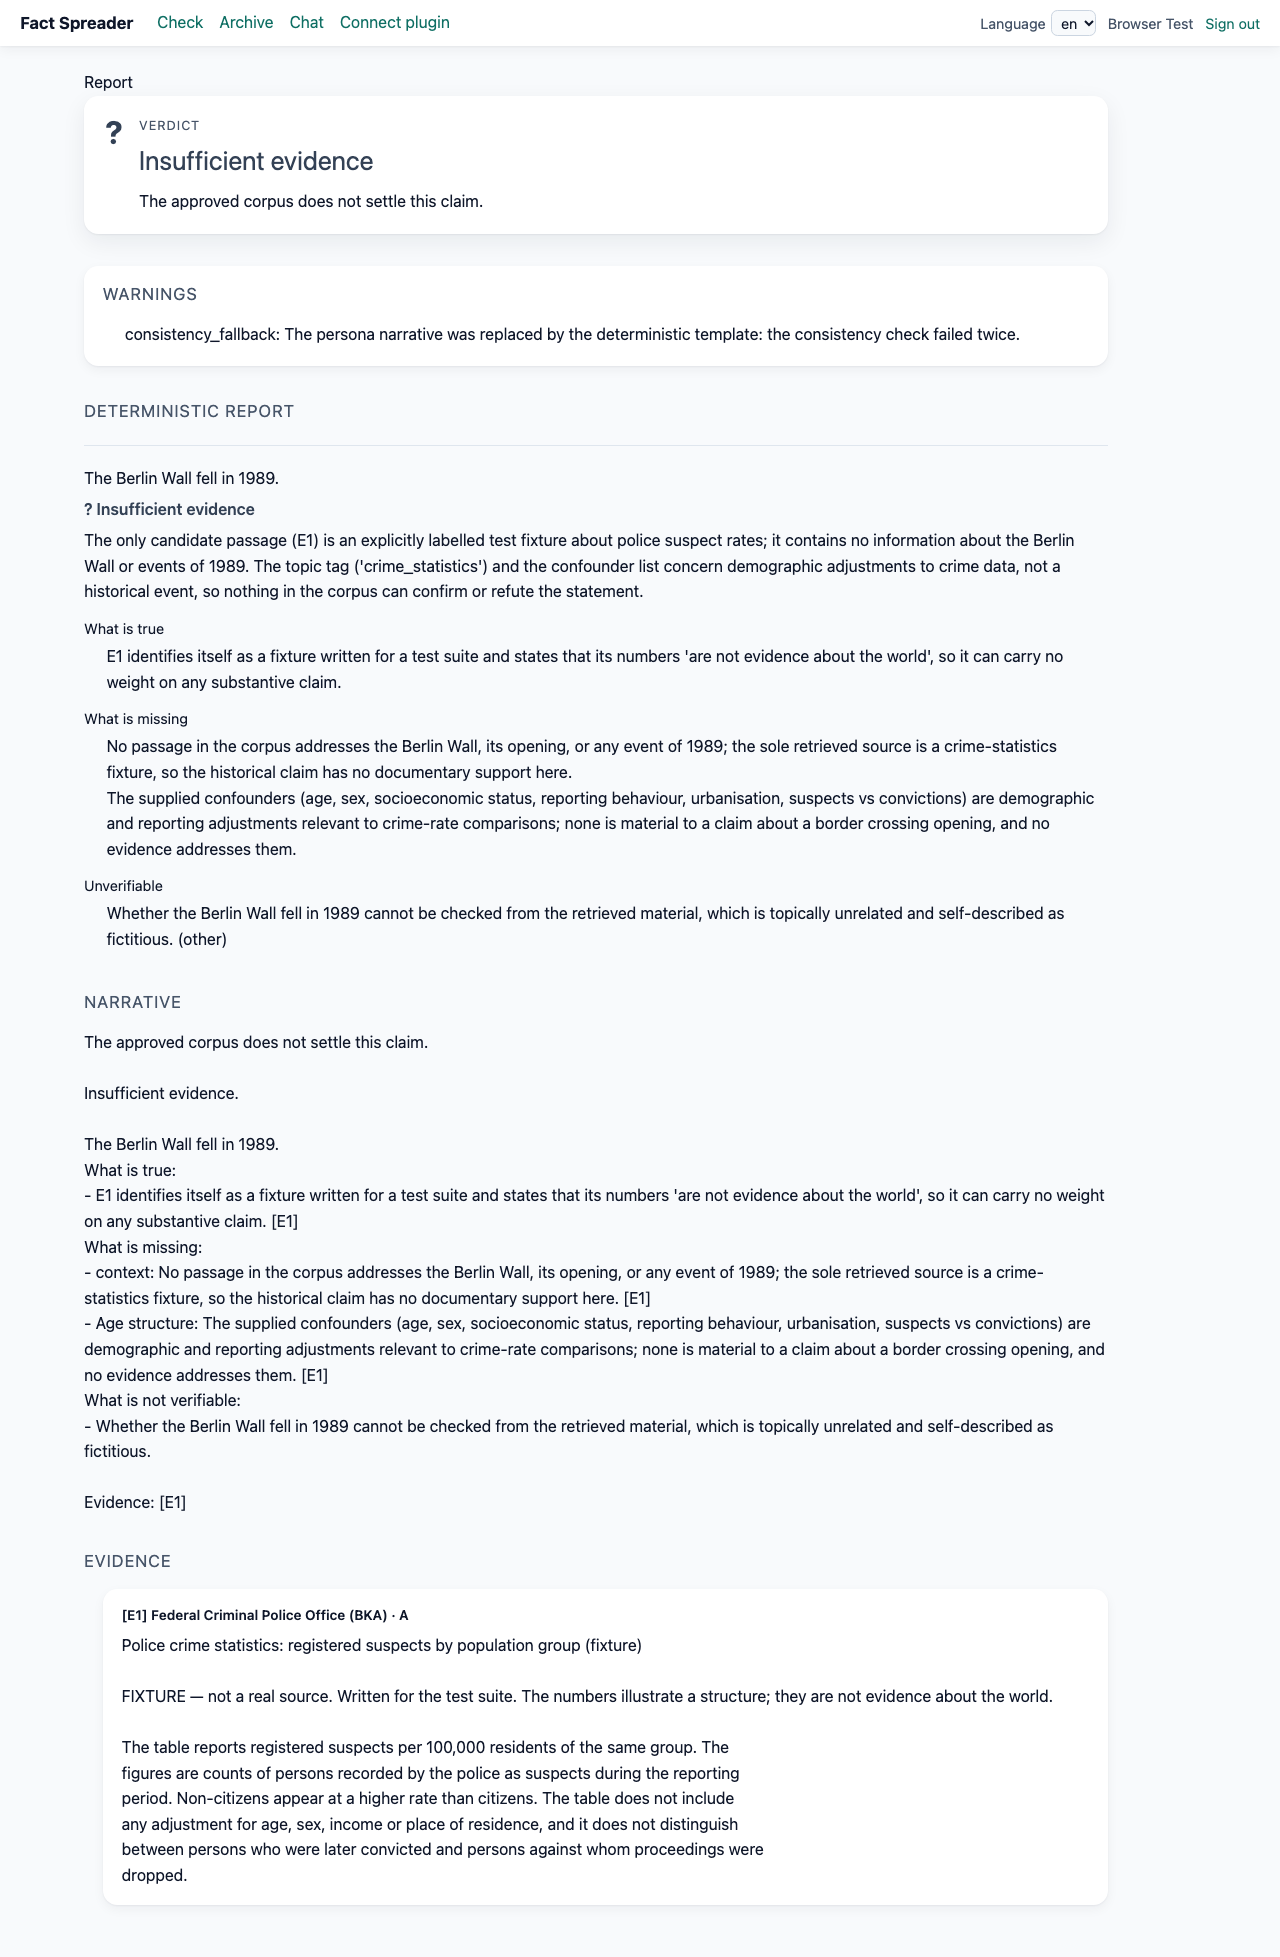 Fact Spreader Check Archive Chat Connect plugin Language en Browser Test Sign out
Report
?
VERDICT
Insufficient evidence
The approved corpus does not settle this claim.
WARNINGS
consistency_fallback: The persona narrative was replaced by the deterministic template: the consistency check failed twice.
DETERMINISTIC REPORT
The Berlin Wall fell in 1989.
? Insufficient evidence
The only candidate passage (E1) is an explicitly labelled test fixture about police suspect rates; it contains no information about the Berlin
Wall or events of 1989. The topic tag ('crime_statistics') and the confounder list concern demographic adjustments to crime data, not a
historical event, so nothing in the corpus can confirm or refute the statement.
What is true
E1 identifies itself as a fixture written for a test suite and states that its numbers 'are not evidence about the world', so it can carry no
weight on any substantive claim.
What is missing
No passage in the corpus addresses the Berlin Wall, its opening, or any event of 1989; the sole retrieved source is a crime-statistics
fixture, so the historical claim has no documentary support here.
The supplied confounders (age, sex, socioeconomic status, reporting behaviour, urbanisation, suspects vs convictions) are demographic
and reporting adjustments relevant to crime-rate comparisons; none is material to a claim about a border crossing opening, and no
evidence addresses them.
Unverifiable
Whether the Berlin Wall fell in 1989 cannot be checked from the retrieved material, which is topically unrelated and self-described as
fictitious. (other)
NARRATIVE
The approved corpus does not settle this claim.
Insufficient evidence.
The Berlin Wall fell in 1989.
What is true:
- E1 identifies itself as a fixture written for a test suite and states that its numbers 'are not evidence about the world', so it can carry no weight
on any substantive claim. [E1]
What is missing:
- context: No passage in the corpus addresses the Berlin Wall, its opening, or any event of 1989; the sole retrieved source is a crime-
statistics fixture, so the historical claim has no documentary support here. [E1]
- Age structure: The supplied confounders (age, sex, socioeconomic status, reporting behaviour, urbanisation, suspects vs convictions) are
demographic and reporting adjustments relevant to crime-rate comparisons; none is material to a claim about a border crossing opening, and
no evidence addresses them. [E1]
What is not verifiable:
- Whether the Berlin Wall fell in 1989 cannot be checked from the retrieved material, which is topically unrelated and self-described as
fictitious.
Evidence: [E1]
EVIDENCE
[E1] Federal Criminal Police Office (BKA) · A
Police crime statistics: registered suspects by population group (fixture)
FIXTURE — not a real source. Written for the test suite. The numbers illustrate a structure; they are not evidence about the world.
The table reports registered suspects per 100,000 residents of the same group. The
figures are counts of persons recorded by the police as suspects during the reporting
period. Non-citizens appear at a higher rate than citizens. The table does not include
any adjustment for age, sex, income or place of residence, and it does not distinguish
between persons who were later convicted and persons against whom proceedings were
dropped.